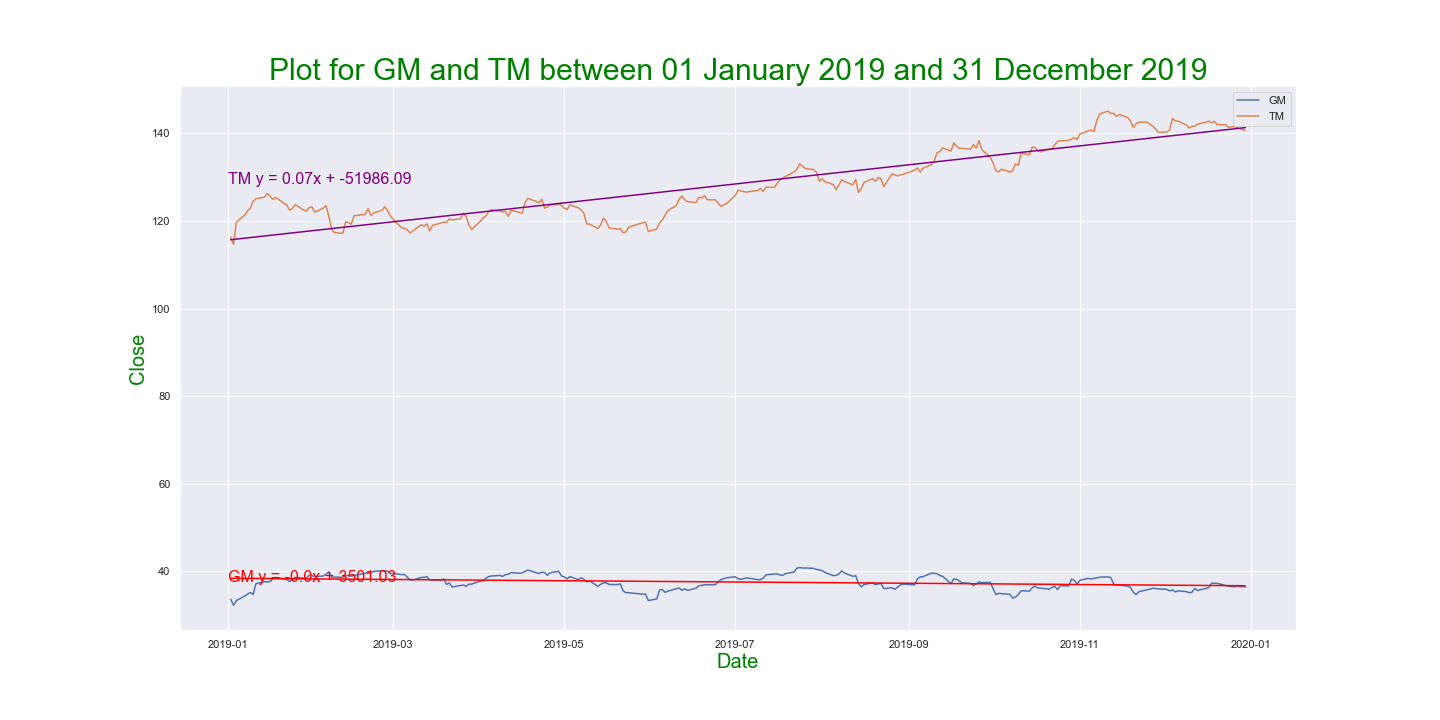 Plot for GM and TM between 01 January 2019 and 31 December 2019
GM
TM
140
TM y = 0.07x + -51986.09
120
100
Close
80
60
40
GM y = -0.0x + 3501.03
2019-01 2019-03 2019-05 2019-07 2019-09 2019-11 2020-01
Date